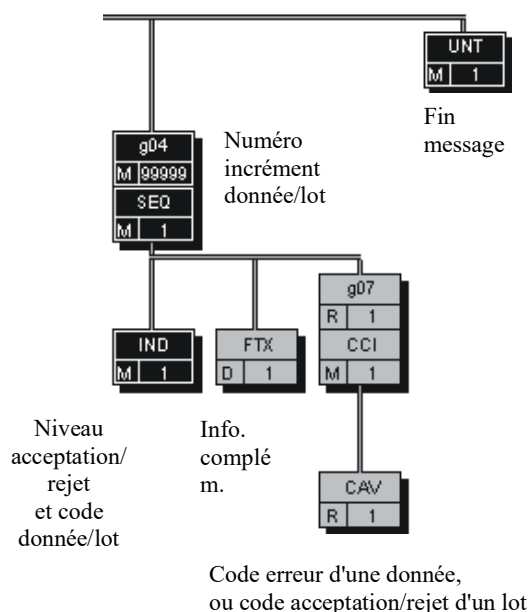 UNT
M 1
Fin
message
g04
M 99999
SEQ
M 1
Numéro
incrément
donnée/lot
g07
R 1
CCI
M 1
IND
M 1
FTX
D 1
Niveau
acceptation/
rejet
et code
donnée/lot
Info.
complé
m.
CAV
R 1
Code erreur d'une donnée,
ou code acceptation/rejet d'un lot